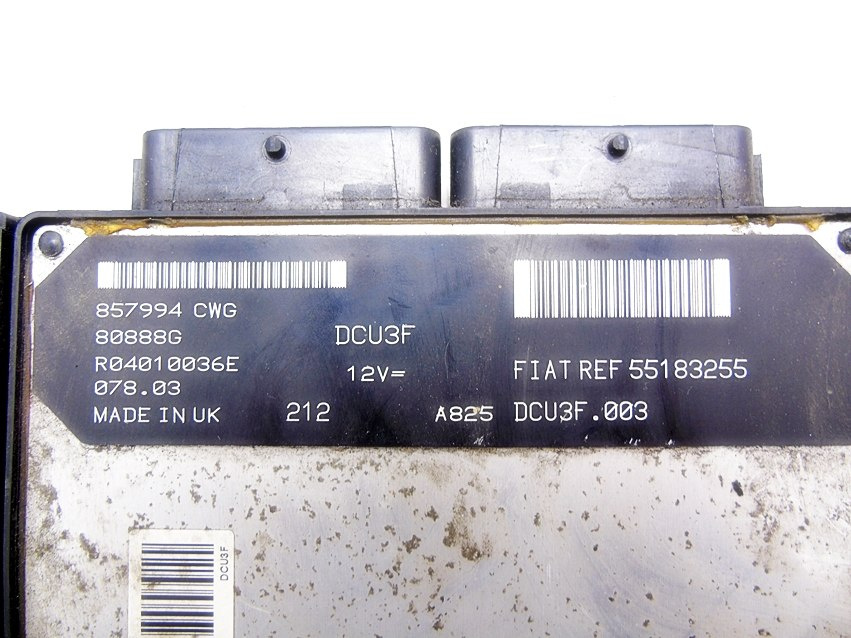 857994 CWG
80888G
R04010036E
078.03
MADE IN UK
212
DCU3F
12V=
FIAT REF 55183255
A825 DCU3F.003
DCU3F